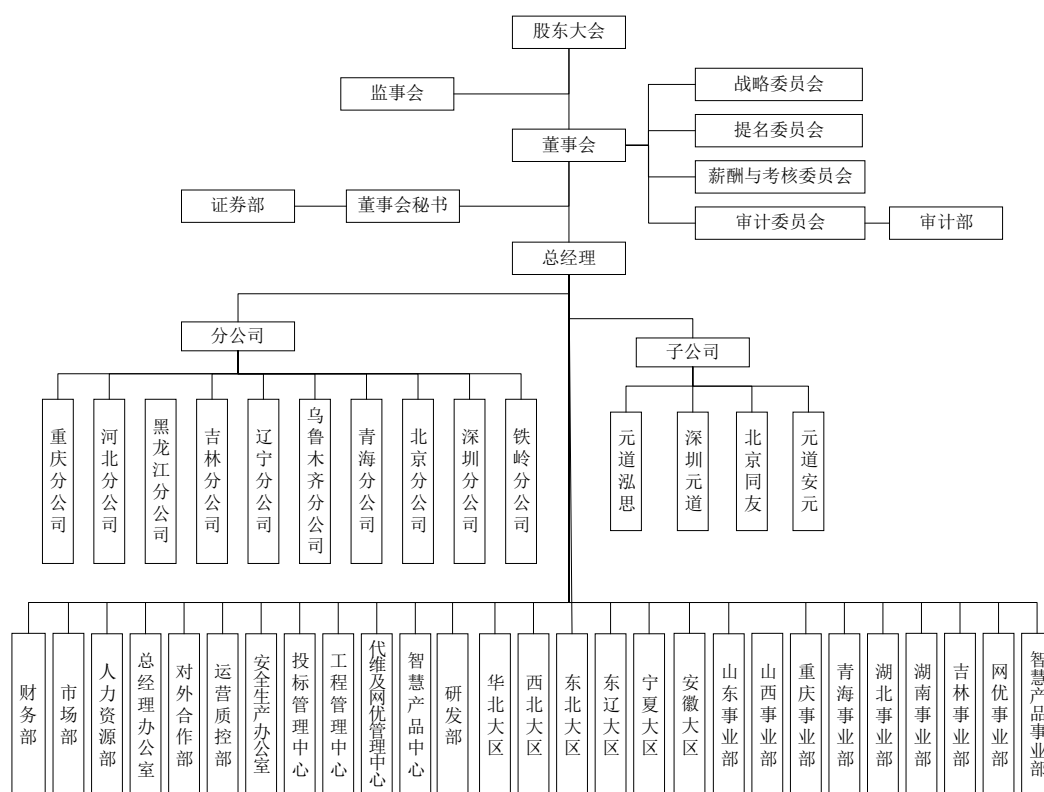 股东大会
监事会
战略委员会
提名委员会
董事会
薪酬与考核委员会
证券部
董事会秘书
审计委员会
审计部
总经理
分公司
子公司
重庆分公司
河北分公司
黑龙江分公司
吉林分公司
辽宁分公司
乌鲁木齐分公司
青海分公司
北京分公司
深圳分公司
铁岭分公司
元道泓思
深圳元道
北京同友
元道安元
财务部
市场部
人力资源部
总经理办公室
对外合作部
运营质控部
安全生产办公室
投标管理中心
工程管理中心
代维及网优管理中心
智慧产品中心
研发部
华北大区
西北大区
东北大区
东辽大区
宁夏大区
安徽大区
山东事业部
山西事业部
重庆事业部
青海事业部
湖北事业部
湖南事业部
吉林事业部
网优事业部
智慧产品事业部